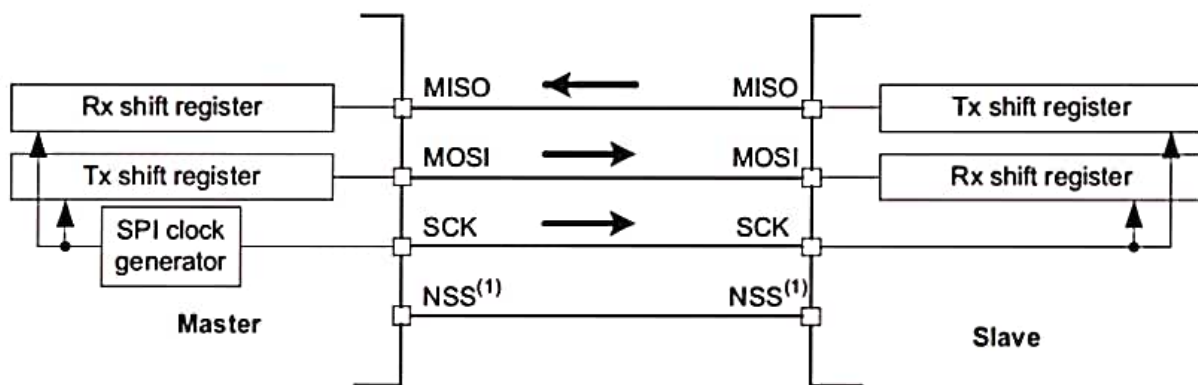 MISO MISO
Rx shift register Tx shift register
MOSI MOSI
Tx shift register Rx shift register
SPI clock
generator
SCK SCK
NSS(1) NSS(1)
Master Slave